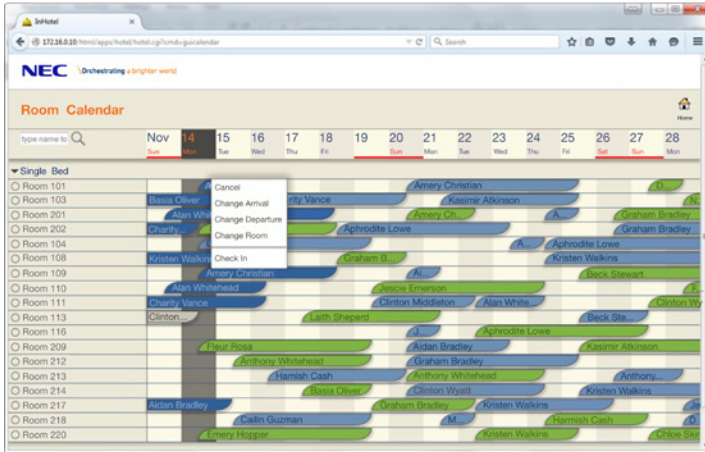 InHotel ×
172.16.0.10/html/apps/hotel/hotel.cgi?cmd=guicalendar Search
NEC \Orchestrating a brighter world
Room Calendar
Home
type name to
Nov 14 15 16 17 18 19 20 21 22 23 24 25 26 27 28
Sun Mon Tue Wed Thu Fri Sun Mon Tue Wed Thu Fri Sat Sun Mon
Single Bed
Room 101 Amery Christian D...
Room 103 Basia Oliver rity Vance Kasimir Atkinson N.
Room 201 Alan Whi Amery Ch... A... Graham Bradley
Room 202 Charity... Aphrodite Lowe Graham Bradley
Room 104 A... Aphrodite Lowe
Room 108 Kristen Walkin Graham B... Kristen Walkins
Room 109 Amery Christian Ai... Beck Stewart
Room 110 Alan Whitehead Jescie Emerson F.
Room 111 Charity Vance Clinton Middleton Alan White... Clinton Wy
Room 113 Clinton... Laith Sheperd Beck Ste...
Room 116 J... Aphrodite Lowe
Room 209 Fleur Rosa Aidan Bradley Kasimir Atkinson
Room 212 Anthony Whitehead Graham Bradley
Room 213 Hamish Cash Anthony Whitehead Anthony...
Room 214 Basia Oliver Clinton Wyatt Kristen Walkins
Room 217 Aidan Bradley Graham Bradley Kristen Walkins Je
Room 218 Cailin Guzman M... Hamish Cash D
Room 220 Emery Hopper Kristen Walkins Chloe Skin
Cancel
Change Arrival
Change Departure
Change Room
Check In